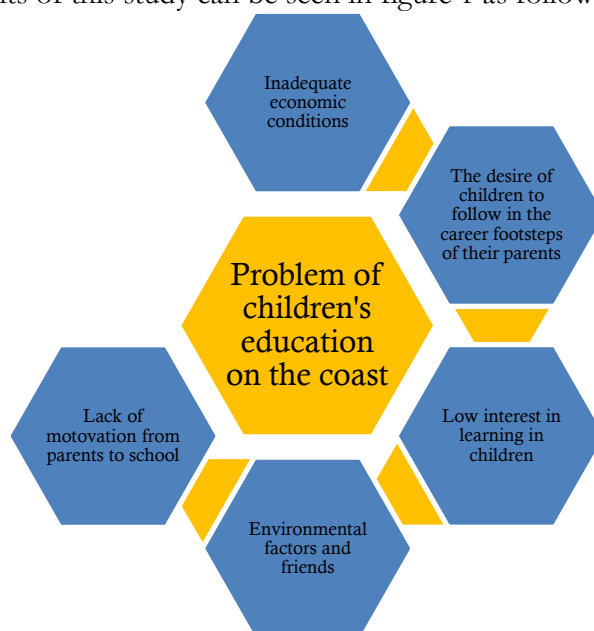 of this study can be seen in figure 1 as follow
Inadequate
economic
conditions
The desire of
children to
follow in the
career footsteps
of their parents
Problem of
children's
education
on the coast
Low interest in
learning in
children
Lack of
motovation from
parents to school
Environmental
factors and
friends